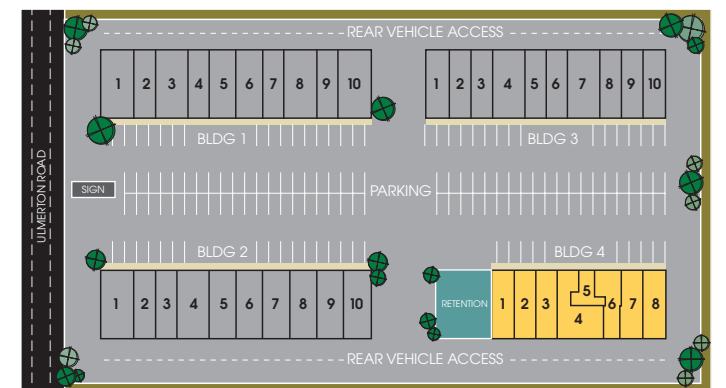 REAR VEHICLE ACCESS
1 2 3 4 5 6 7 8 9 10
1 2 3 4 5 6 7 8 9 10
BLDG 1
BLDG 3
ULMERTON ROAD
SIGN
PARKING
BLDG 2
BLDG 4
1 2 3 4 5 6 7 8 9 10
RETENTION
1 2 3 4 5 6 7 8
REAR VEHICLE ACCESS